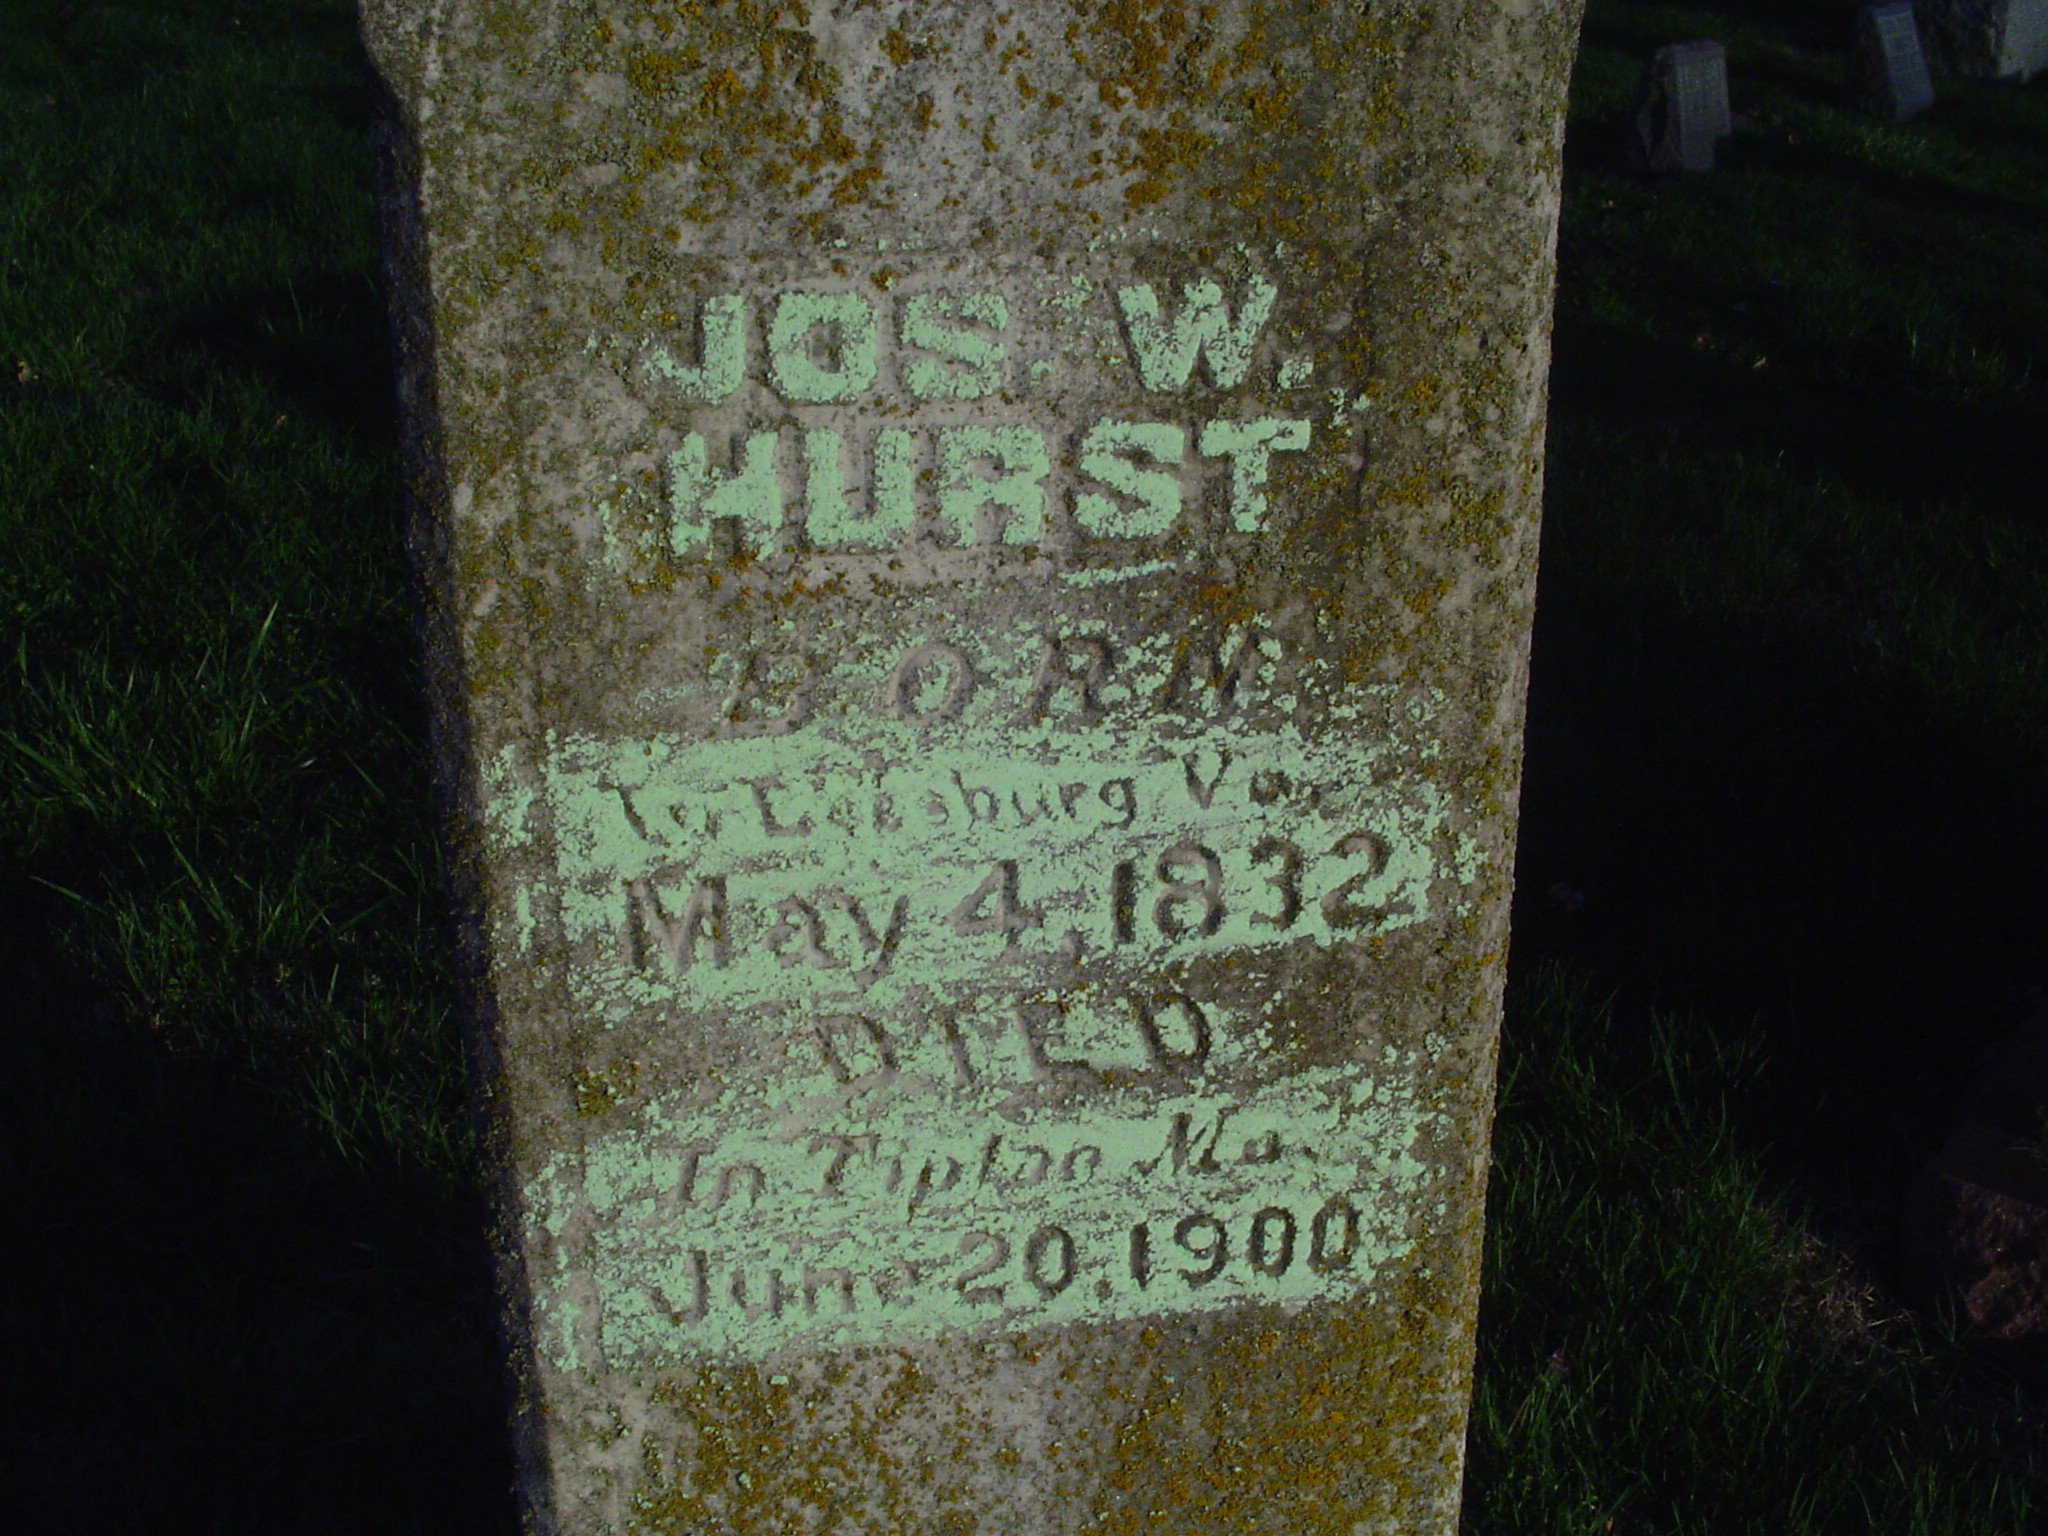 JOS. W.
HURST
BORN
In Leesburg Va.
May 4, 1832
DIED
In Tipton Mo.
June 20. 1900